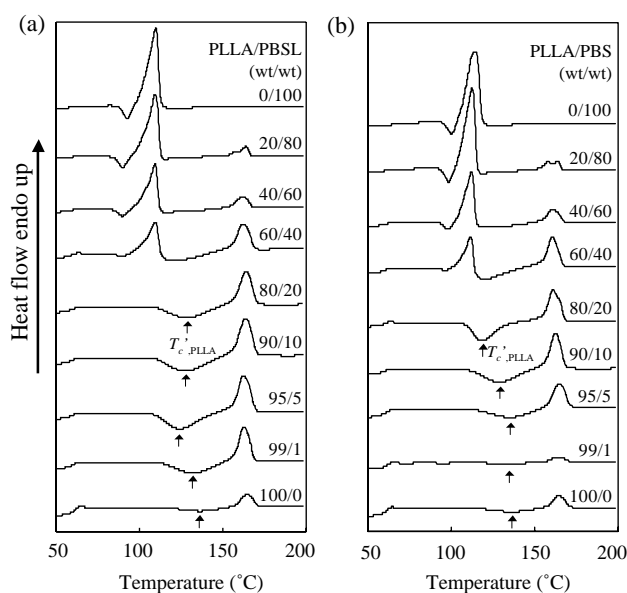 (a)
PLLA/PBSL
(wt/wt)
0/100
20/80
40/60
60/40
80/20
T_c',PLLA
90/10
95/5
99/1
100/0
50
100
150
200
Temperature (˚C)
Heat flow endo up
(b)
PLLA/PBS
(wt/wt)
0/100
20/80
40/60
60/40
80/20
T_c',PLLA
90/10
95/5
99/1
100/0
50
100
150
200
Temperature (˚C)